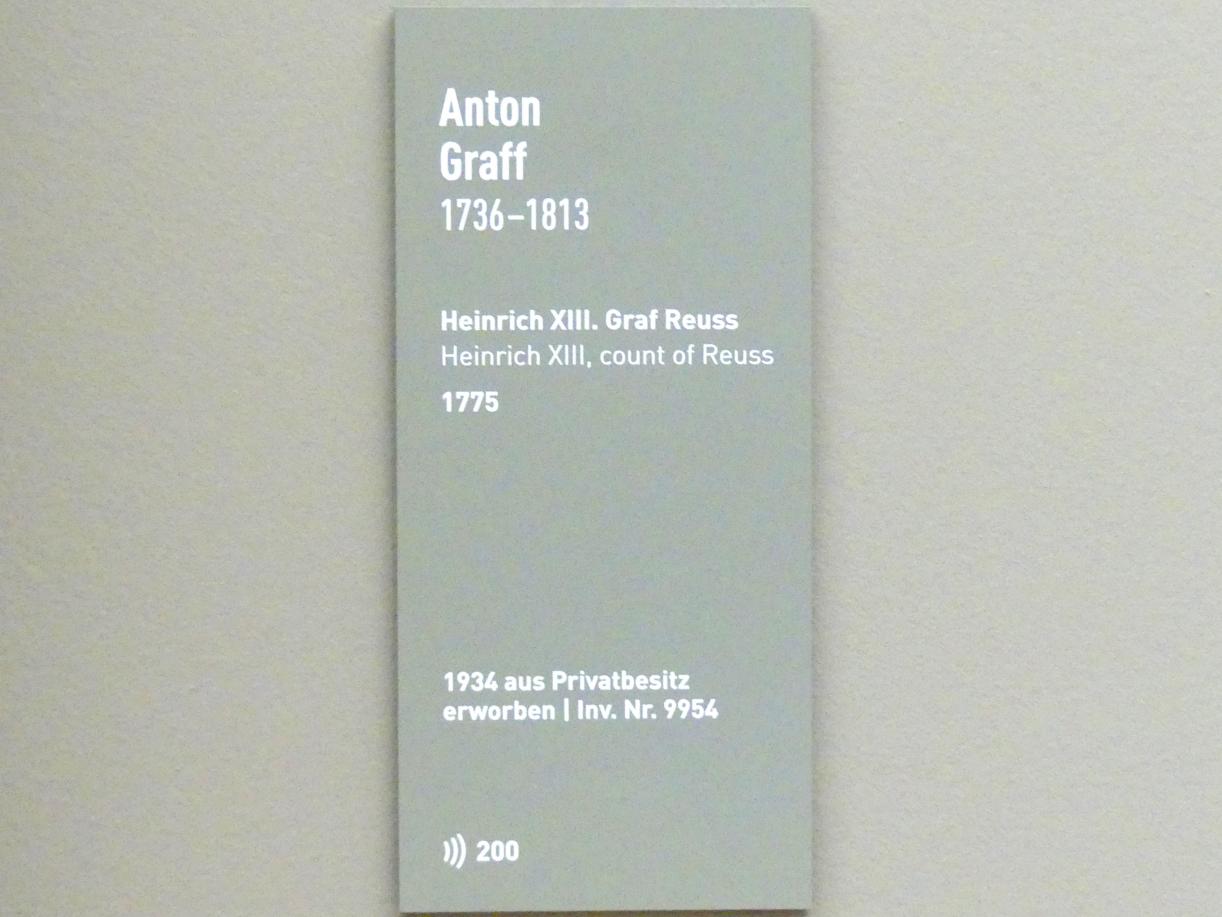 Anton
Graff
1736–1813
Heinrich XIII. Graf Reuss
Heinrich XIII, count of Reuss
1775
1934 aus Privatbesitz
erworben | Inv. Nr. 9954
200